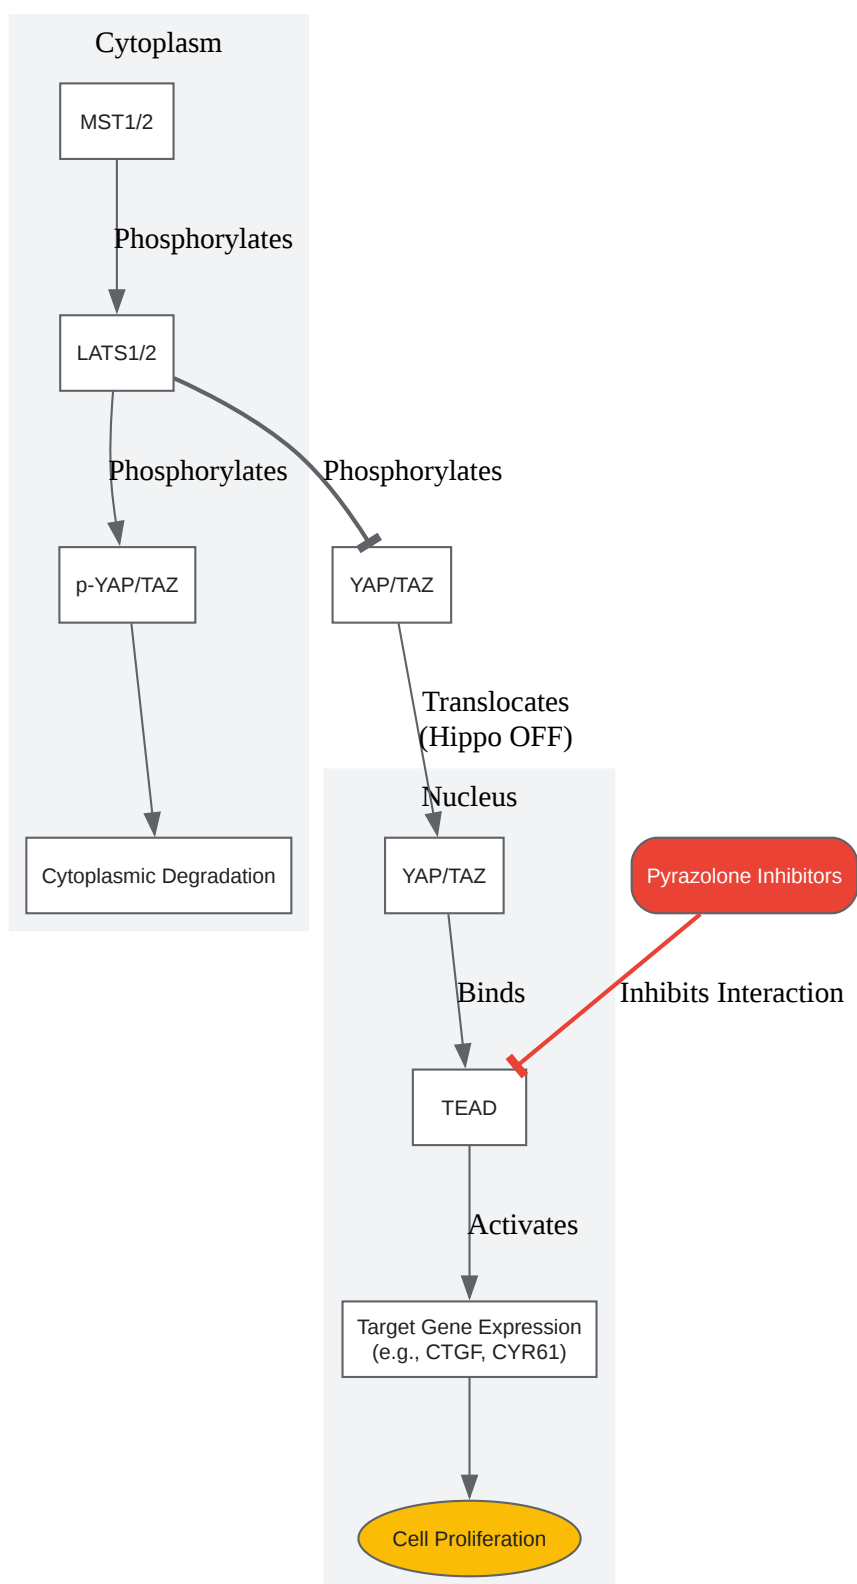 Cytoplasm
MST1/2
Phosphorylates
LATS1/2
Phosphorylates
Phosphorylates
p-YAP/TAZ
YAP/TAZ
Translocates
(Hippo OFF)
Nucleus
Cytoplasmic Degradation
YAP/TAZ
Pyrazolone Inhibitors
Binds
Inhibits Interaction
TEAD
Activates
Target Gene Expression
(e.g., CTGF, CYR61)
Cell Proliferation